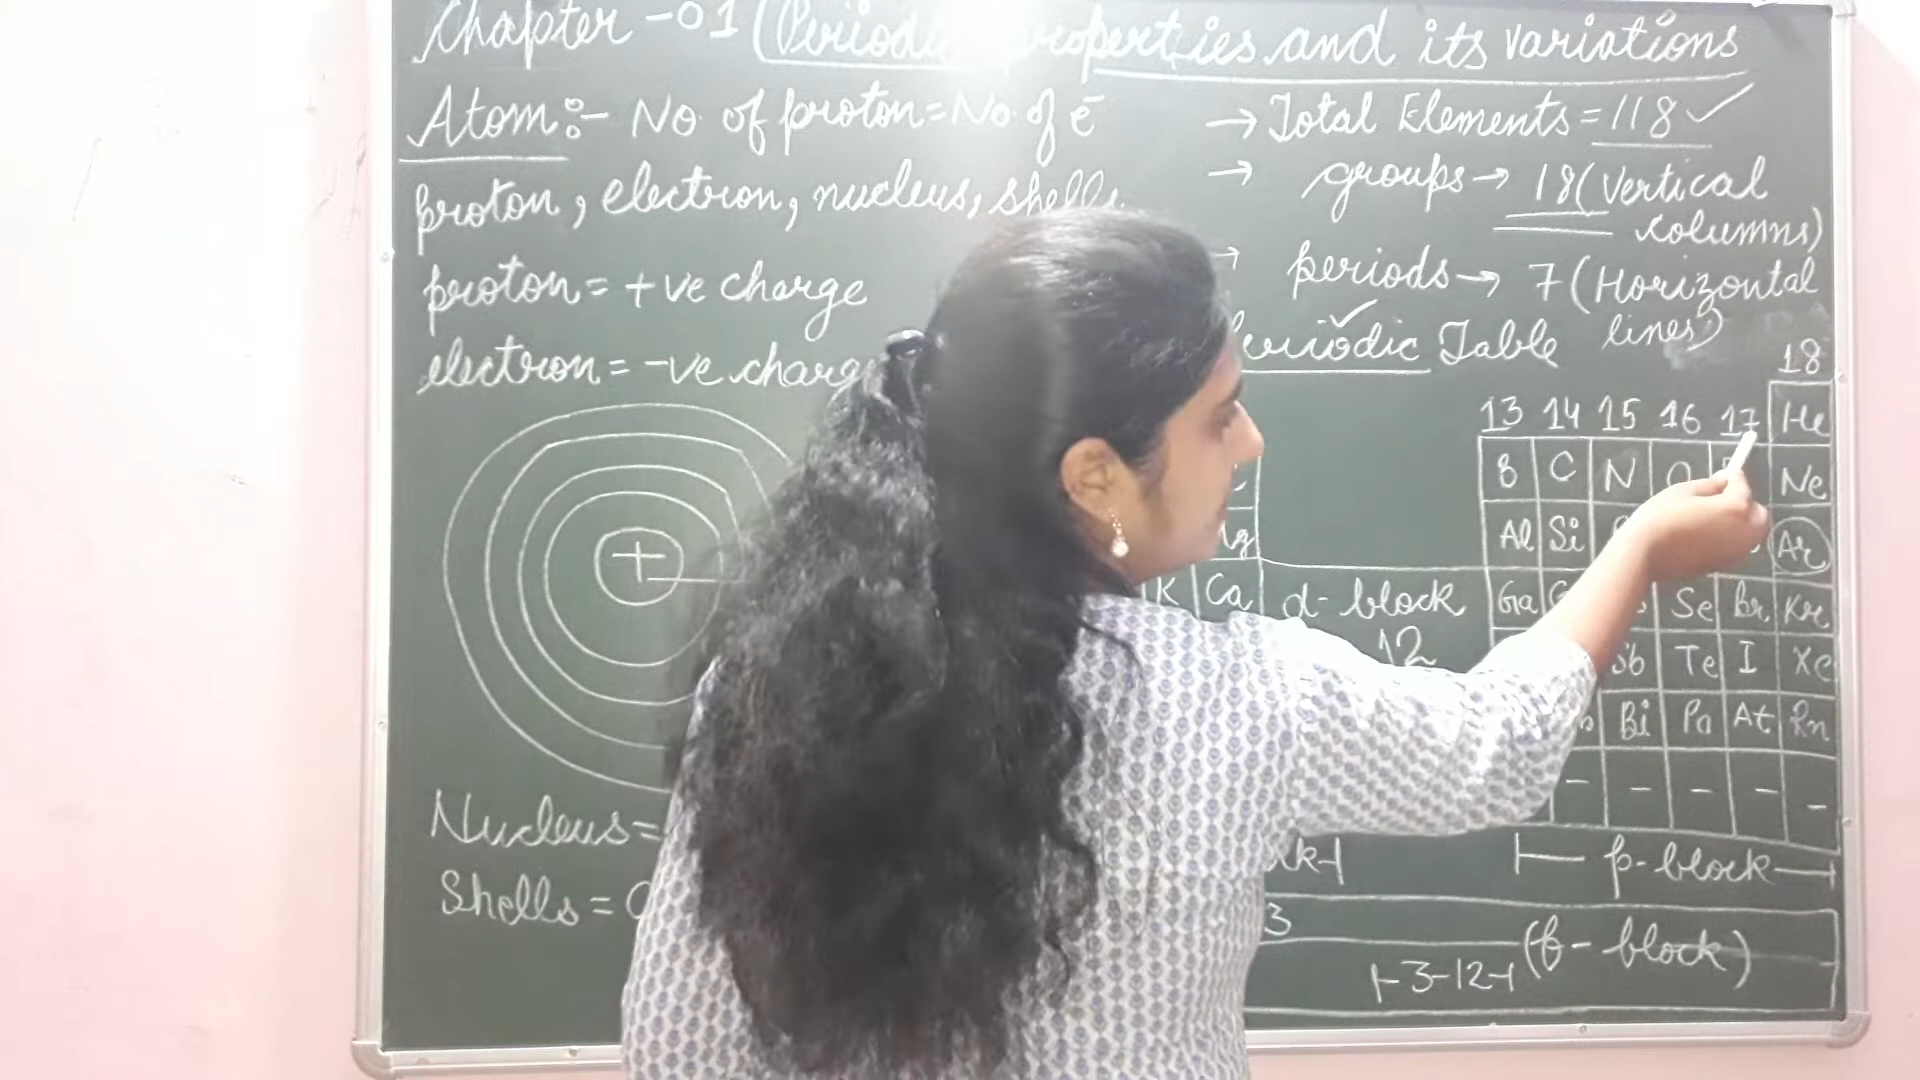 Chapter -01 (Periodic properties and its variations
Atom:- No. of proton = No. of e⁻
proton, electron, nucleus, shells.
proton = +ve charge
electron = -ve charge
+
Nucleus =
Shells =
→ Total Elements = 118 ✓
→ groups → 18 (Vertical
columns)
→ periods → 7 (Horizontal
lines)
Periodic Table
18
13 14 15 16 17 He
B C N O Ne
Al Si Ar
K Ca d-block Ga Se Br Kr
12 Sb Te I Xe
Bi Pa At Rn
- - - - -
p-block
3
3-12 (f-block)